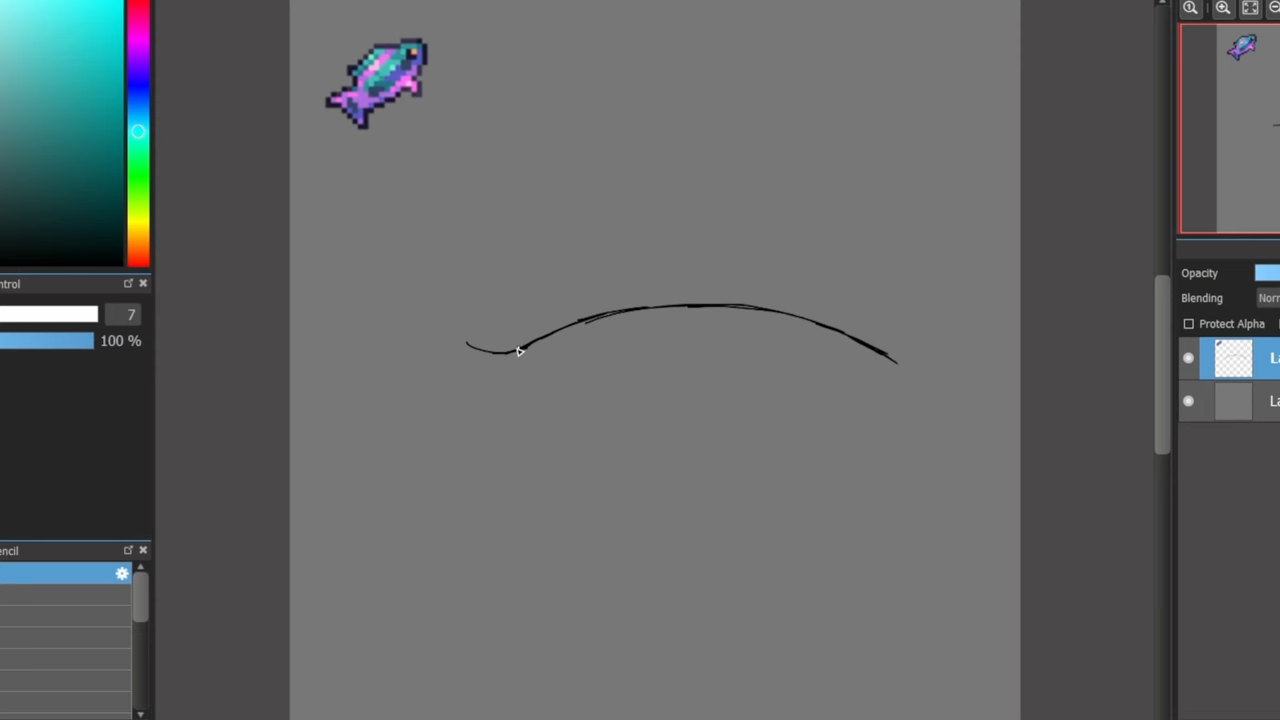 ntrol
7
100 %
encil
Opacity
Blending
Norr
Protect Alpha
La
La